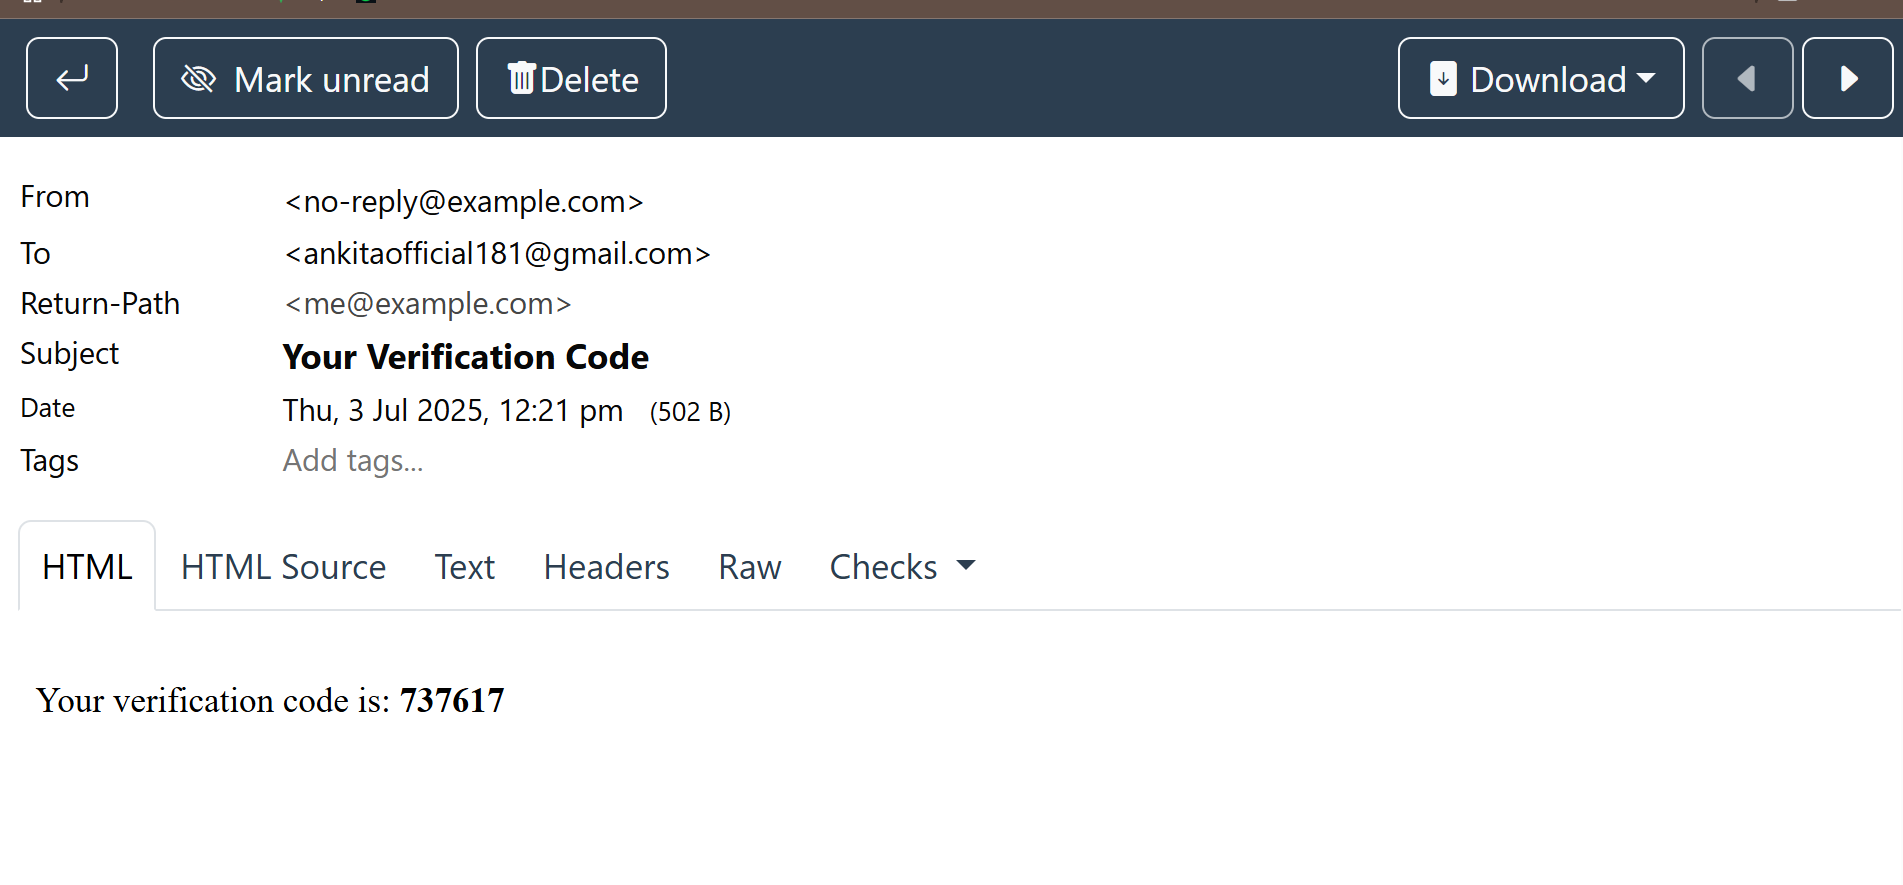 Mark unread Delete Download
From <no-reply@example.com>
To <ankitaofficial181@gmail.com>
Return-Path <me@example.com>
Subject Your Verification Code
Date Thu, 3 Jul 2025, 12:21 pm (502 B)
Tags Add tags...
HTML HTML Source Text Headers Raw Checks
Your verification code is: 737617